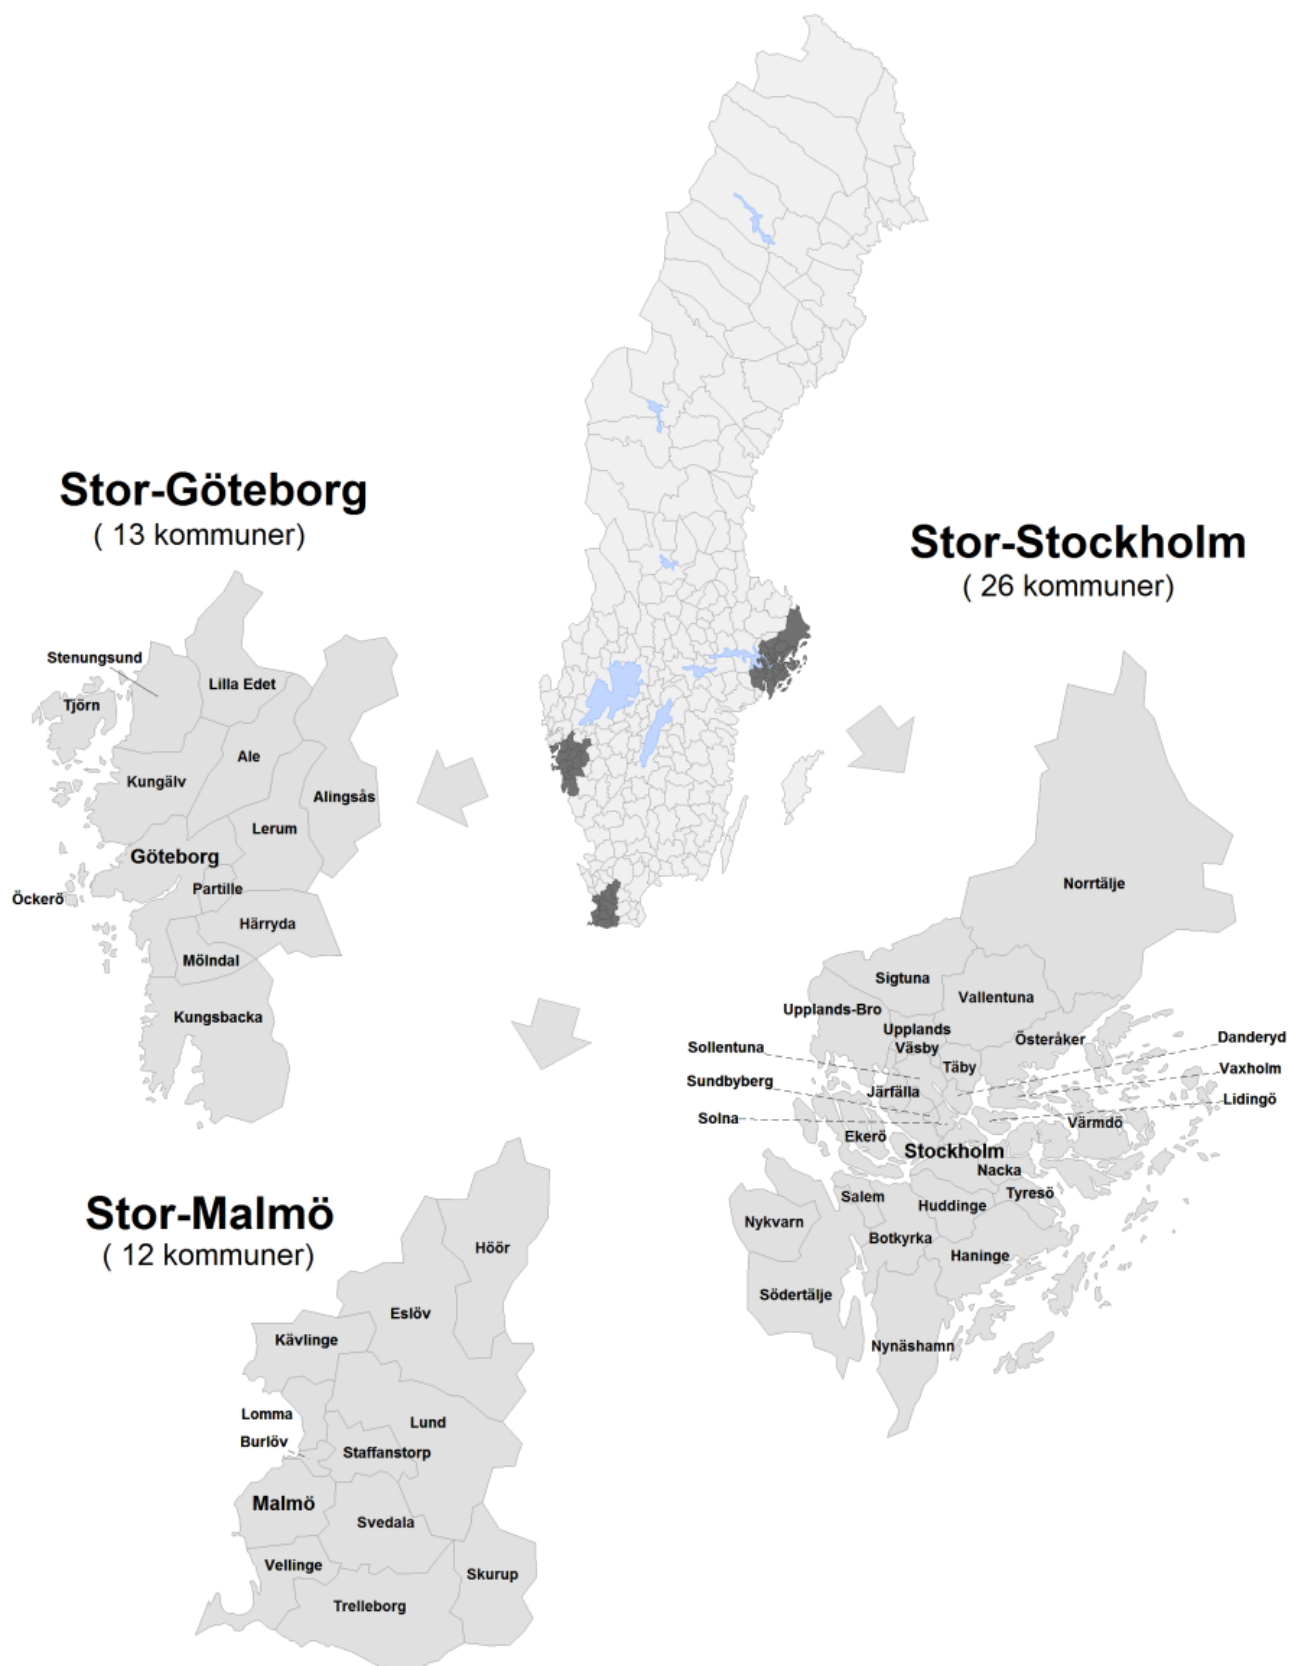 Stor-Göteborg
( 13 kommuner)
Stenungsund
Lilla Edet
Tjörn
Ale
Kungälv
Alingsås
Lerum
Göteborg
Partille
Öckerö
Härryda
Mölndal
Kungsbacka
Stor-Stockholm
( 26 kommuner)
Norrtälje
Sigtuna
Vallentuna
Upplands-Bro
Upplands
Väsby
Österåker
Danderyd
Sollentuna
Täby
Vaxholm
Sundbyberg
Järfälla
Lidingö
Solna
Värmdö
Ekerö
Stockholm
Nacka
Salem
Tyresö
Huddinge
Nykvarn
Botkyrka
Haninge
Södertälje
Nynäshamn
Stor-Malmö
( 12 kommuner)
Höör
Eslöv
Kävlinge
Lomma
Lund
Burlöv
Staffanstorp
Malmö
Svedala
Vellinge
Skurup
Trelleborg